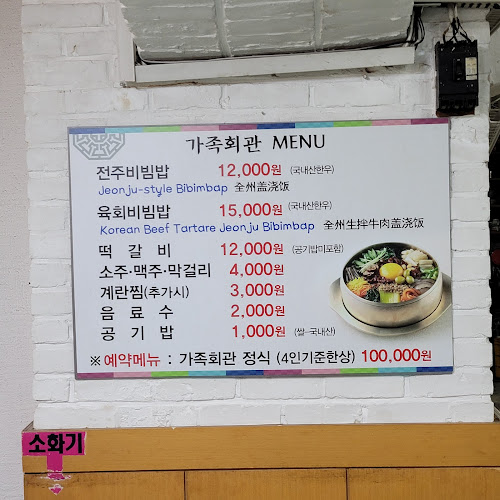 가족회관 MENU
전주비빔밥 12,000원 (국내산한우)
Jeonju-style Bibimbap 全州盖浇饭
육회비빔밥 15,000원 (국내산한우)
Korean Beef Tartare Jeonju Bibimbap 全州生拌牛肉盖浇饭
떡갈비 12,000원 (공기밥미포함)
소주·맥주·막걸리 4,000원
계란찜(추가시) 3,000원
음료수 2,000원
공기밥 1,000원 (쌀-국내산)
※예약메뉴 : 가족회관 정식 (4인기준한상) 100,000원
소화기